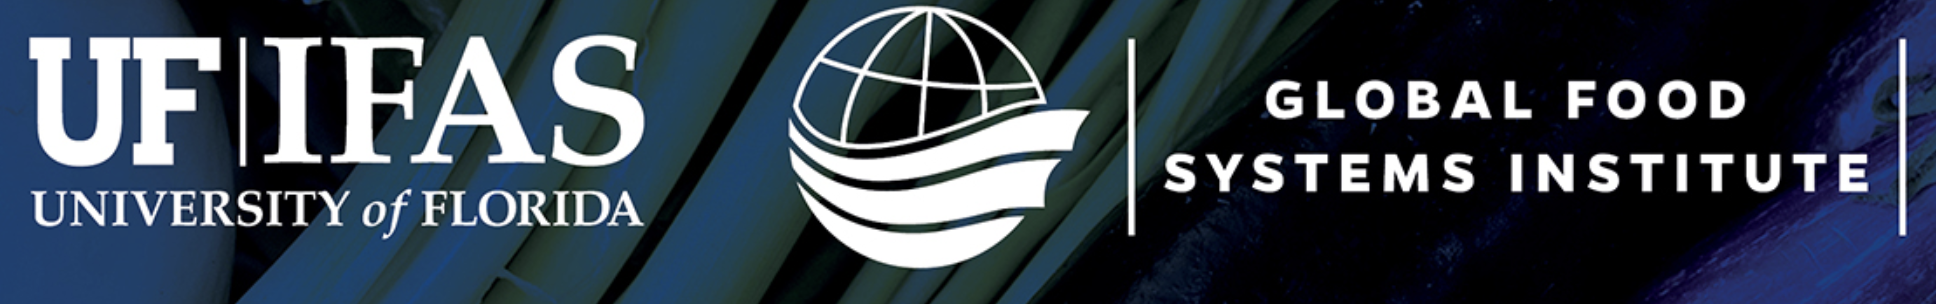 UF|IFAS
UNIVERSITY of FLORIDA
GLOBAL FOOD
SYSTEMS INSTITUTE